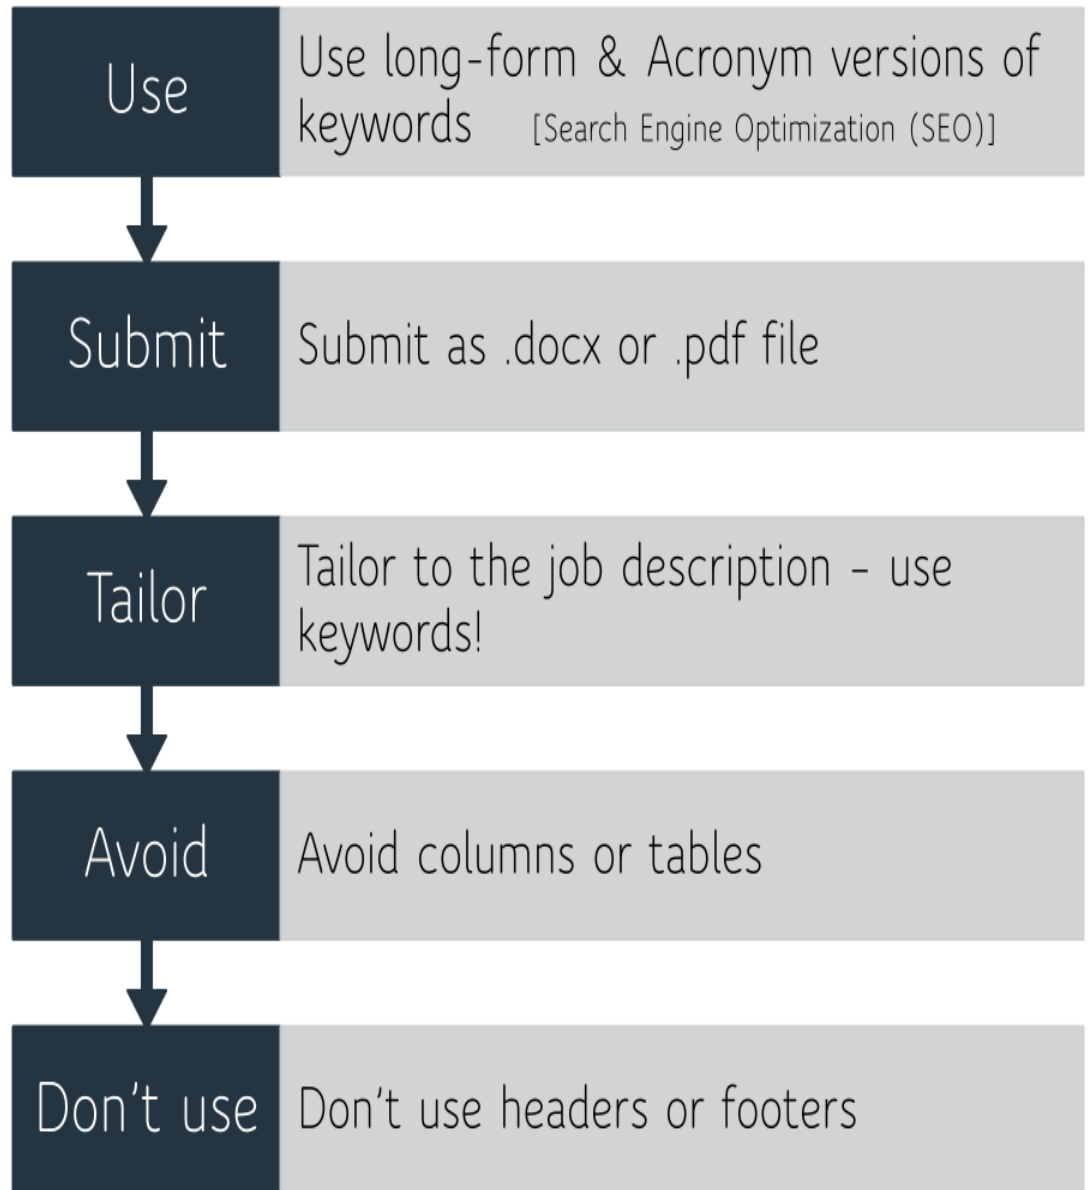 Use
Use long-form & Acronym versions of
keywords [Search Engine Optimization (SEO)]
Submit
Submit as .docx or .pdf file
Tailor
Tailor to the job description – use
keywords!
Avoid
Avoid columns or tables
Don’t use
Don’t use headers or footers